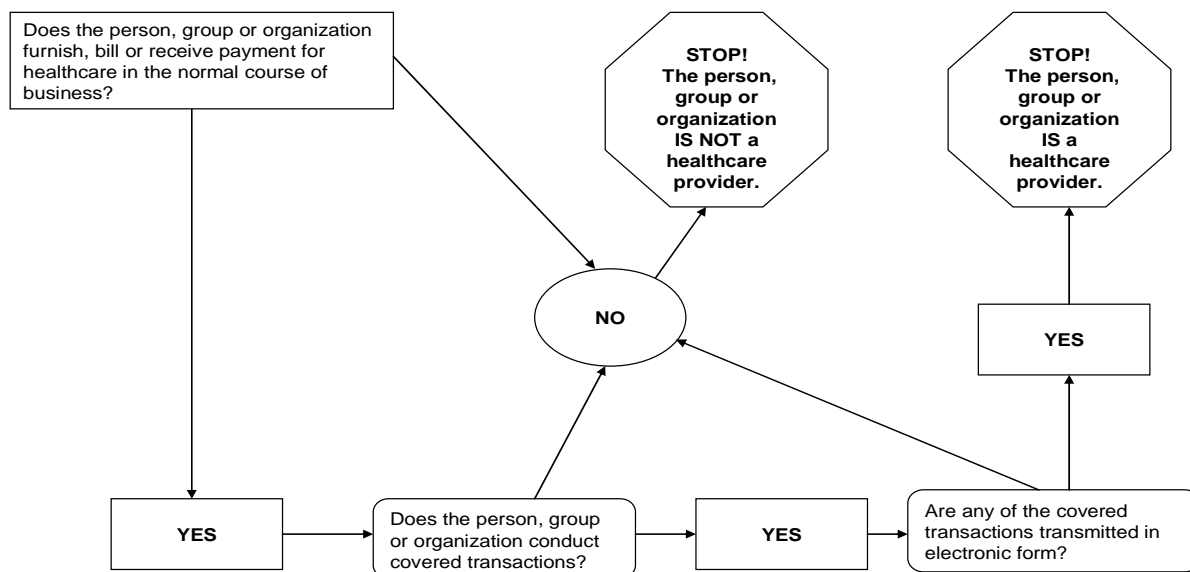 Does the person, group or organization
furnish, bill or receive payment for
healthcare in the normal course of
business?
STOP!
The person,
group or
organization
IS NOT a
healthcare
provider.
STOP!
The person,
group or
organization
IS a
healthcare
provider.
NO
YES
YES
Does the person, group
or organization conduct
covered transactions?
YES
Are any of the covered
transactions transmitted in
electronic form?